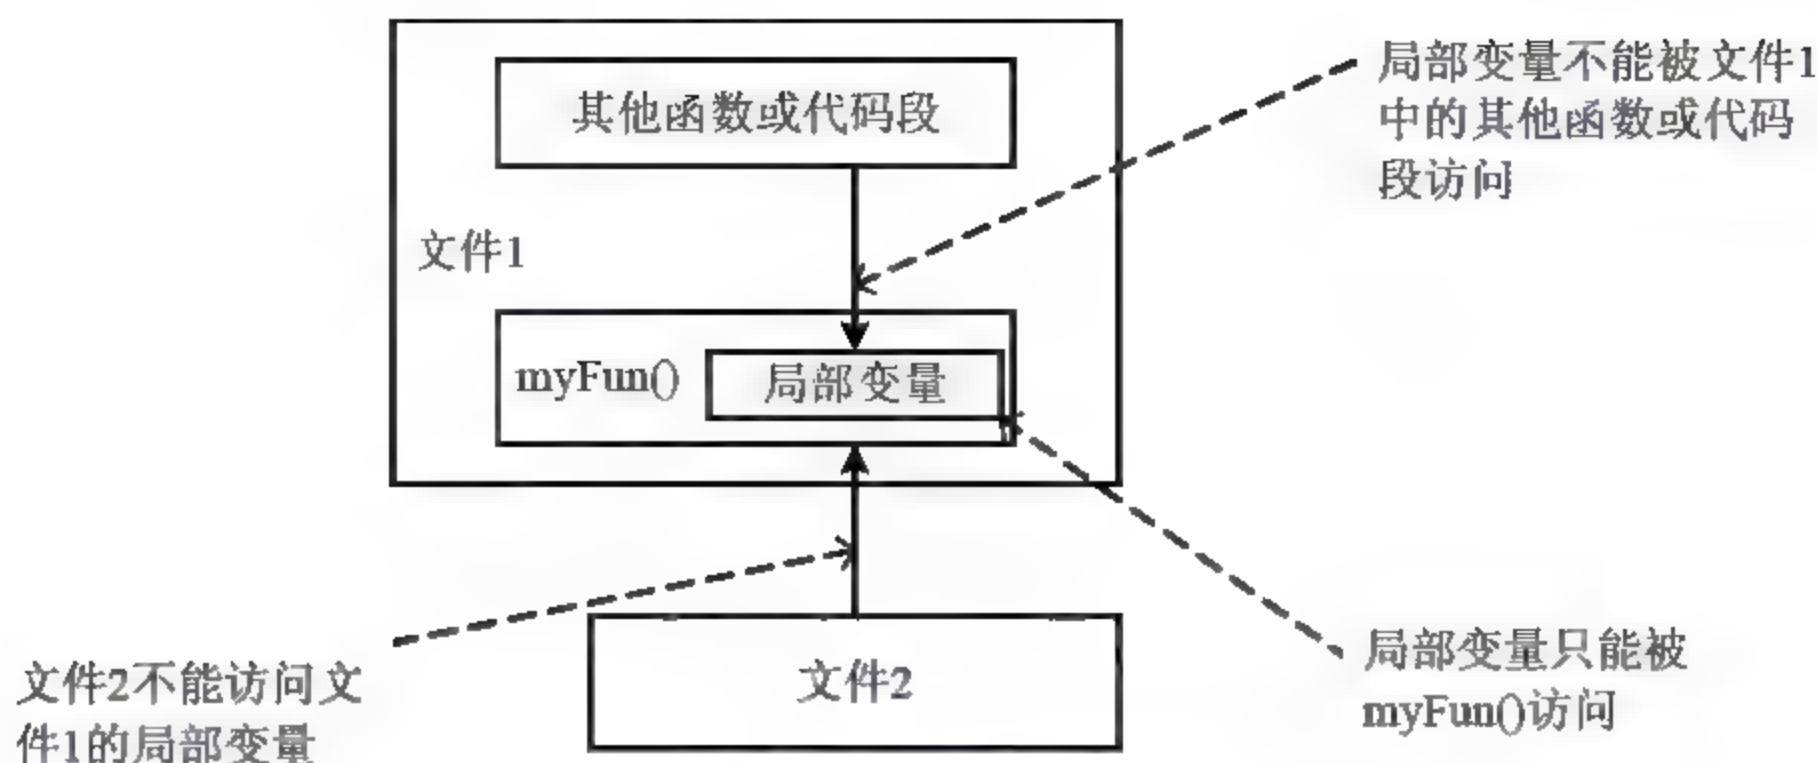 其他函数或代码段
局部变量不能被文件1
中的其他函数或代码
段访问
文件1
myFun()
局部变量
文件2不能访问文
件1的局部变量
文件2
局部变量只能被
myFun()访问